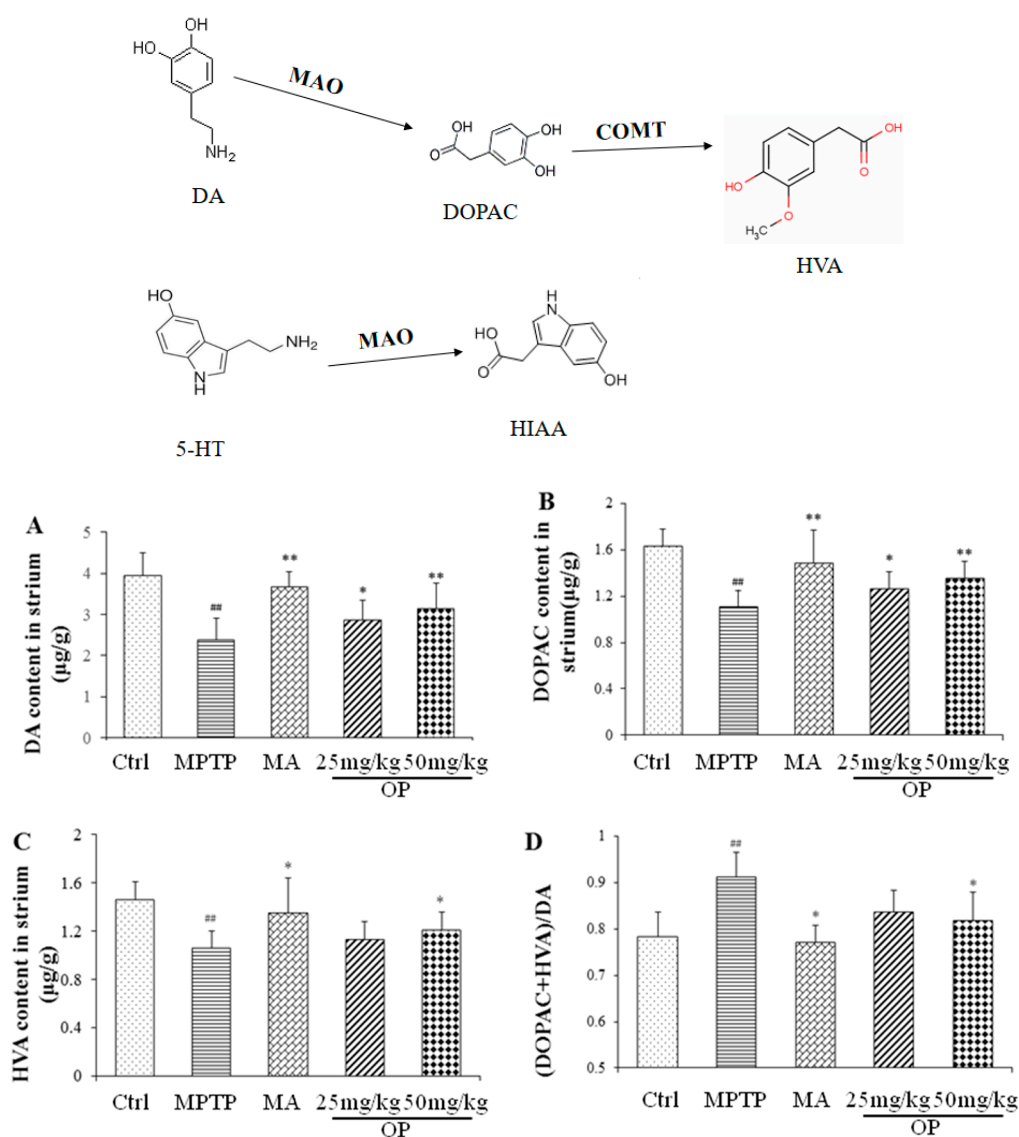 OH
HO
NH2
DA
MAO
OH
O
OH
OH
DOPAC
COMT
OH
O
HO
O
H3C
HVA
HO
NH2
N
H
5-HT
MAO
H
N
HO
O
OH
HIAA
A
DA content in strium
(μg/g)
5
4
3
2
1
0
##
**
*
**
Ctrl MPTP MA 25mg/kg 50mg/kg
OP
B
DOPAC content in
strium(μg/g)
2
1.6
1.2
0.8
0.4
0
##
**
*
**
Ctrl MPTP MA 25mg/kg 50mg/kg
OP
C
HVA content in strium
(μg/g)
2
1.6
1.2
0.8
0.4
0
##
*
*
Ctrl MPTP MA 25mg/kg 50mg/kg
OP
D
(DOPAC+HVA)/DA
1
0.9
0.8
0.7
0.6
0.5
##
*
*
Ctrl MPTP MA 25mg/kg 50mg/kg
OP